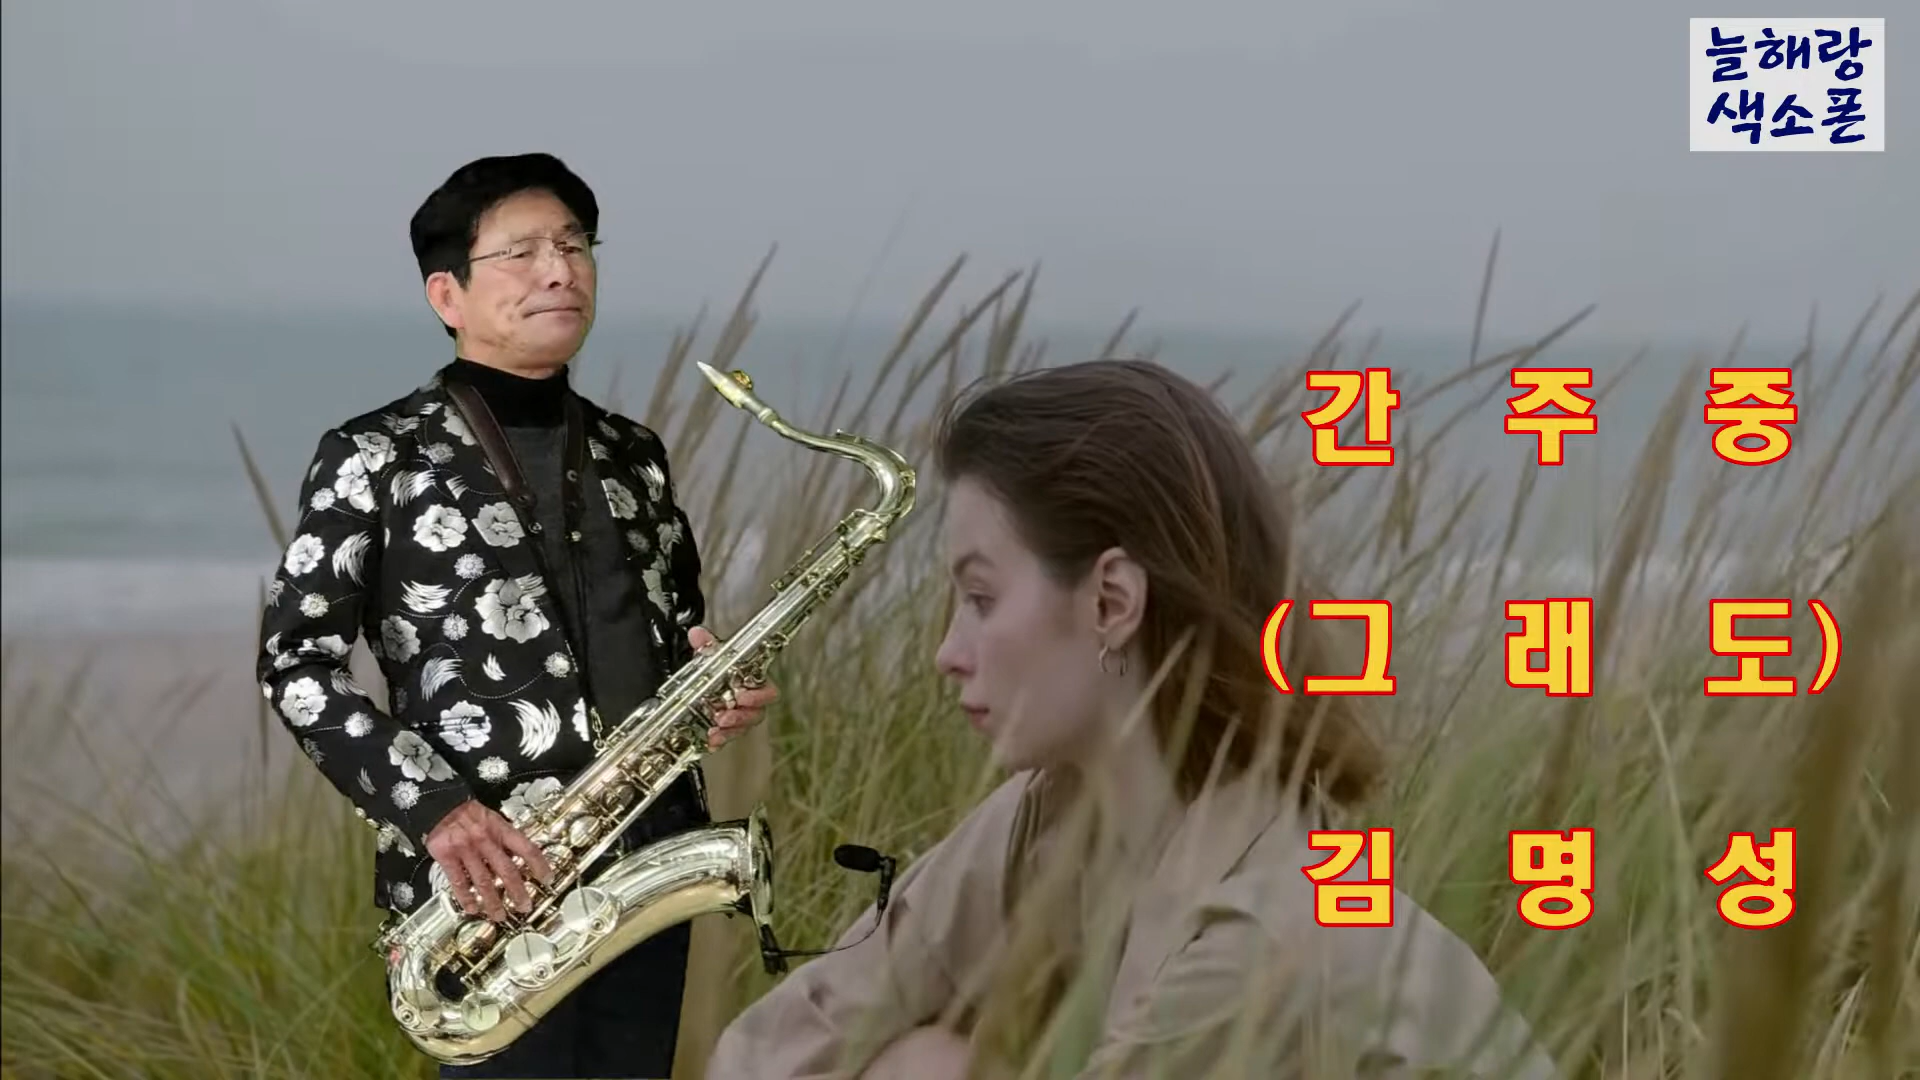 늘해랑
색소폰
간 주 중
(그 래 도)
김 명 성